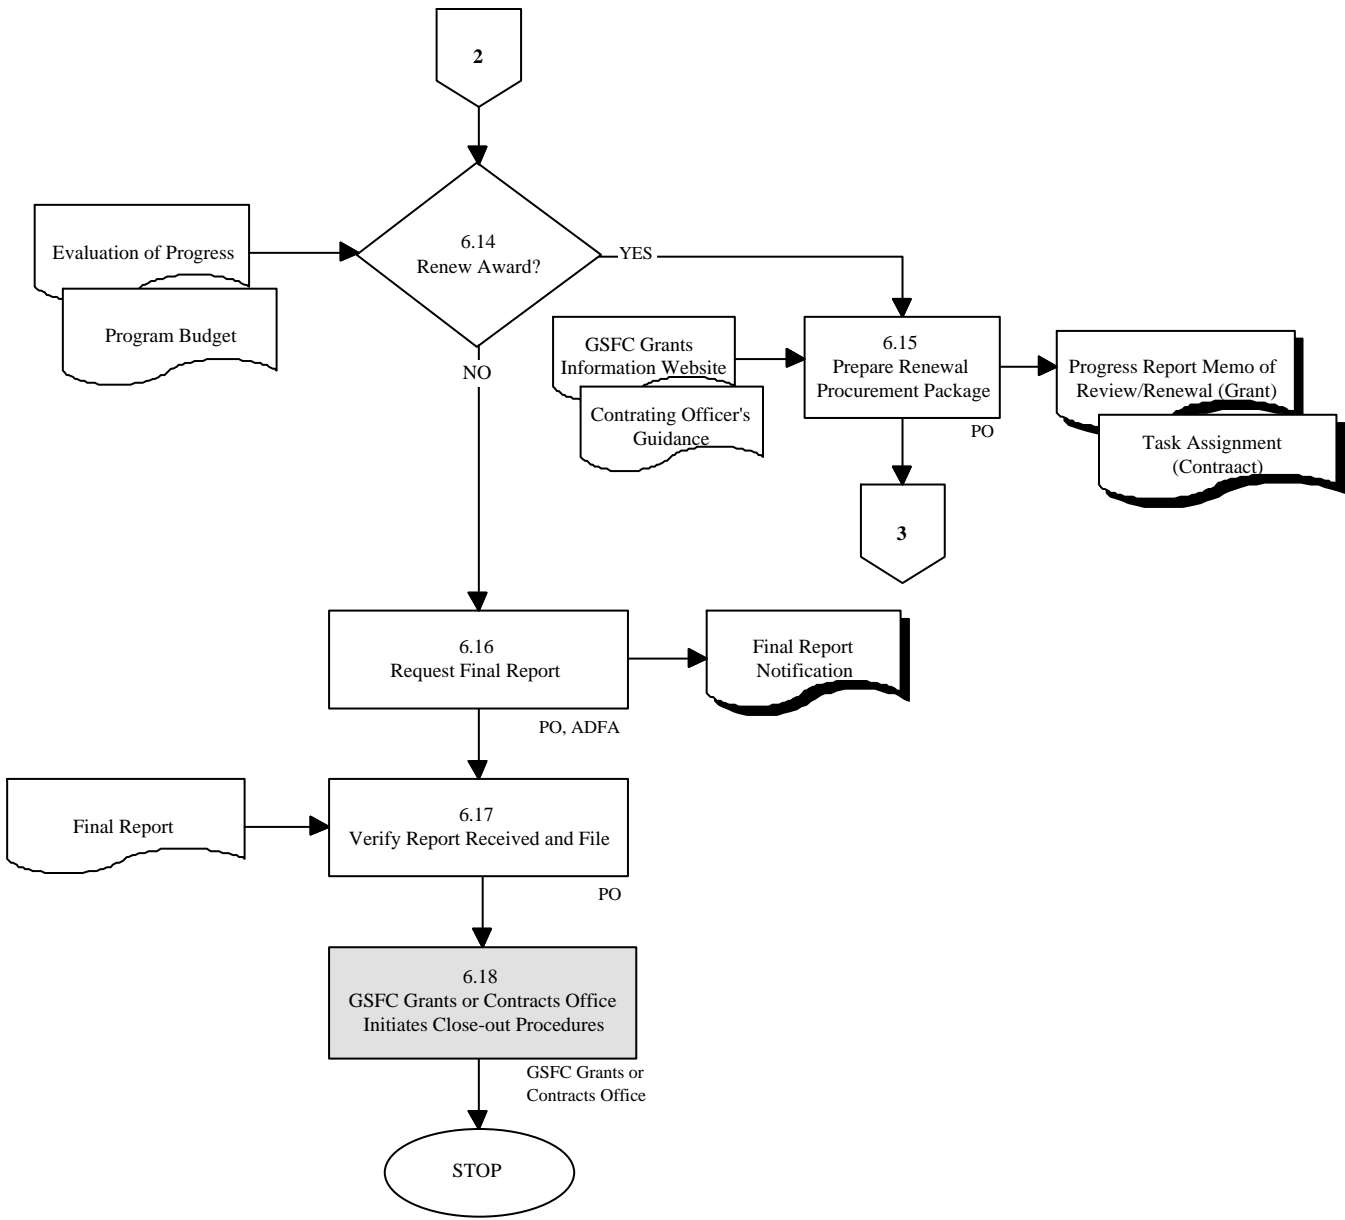 2
Evaluation of Progress
Program Budget
6.14
Renew Award?
YES
NO
GSFC Grants
Information Website
Contrating Officer's
Guidance
6.15
Prepare Renewal
Procurement Package
PO
Progress Report Memo of
Review/Renewal (Grant)
Task Assignment
(Contraact)
3
6.16
Request Final Report
PO, ADFA
Final Report
Notification
Final Report
6.17
Verify Report Received and File
PO
6.18
GSFC Grants or Contracts Office
Initiates Close-out Procedures
GSFC Grants or
Contracts Office
STOP